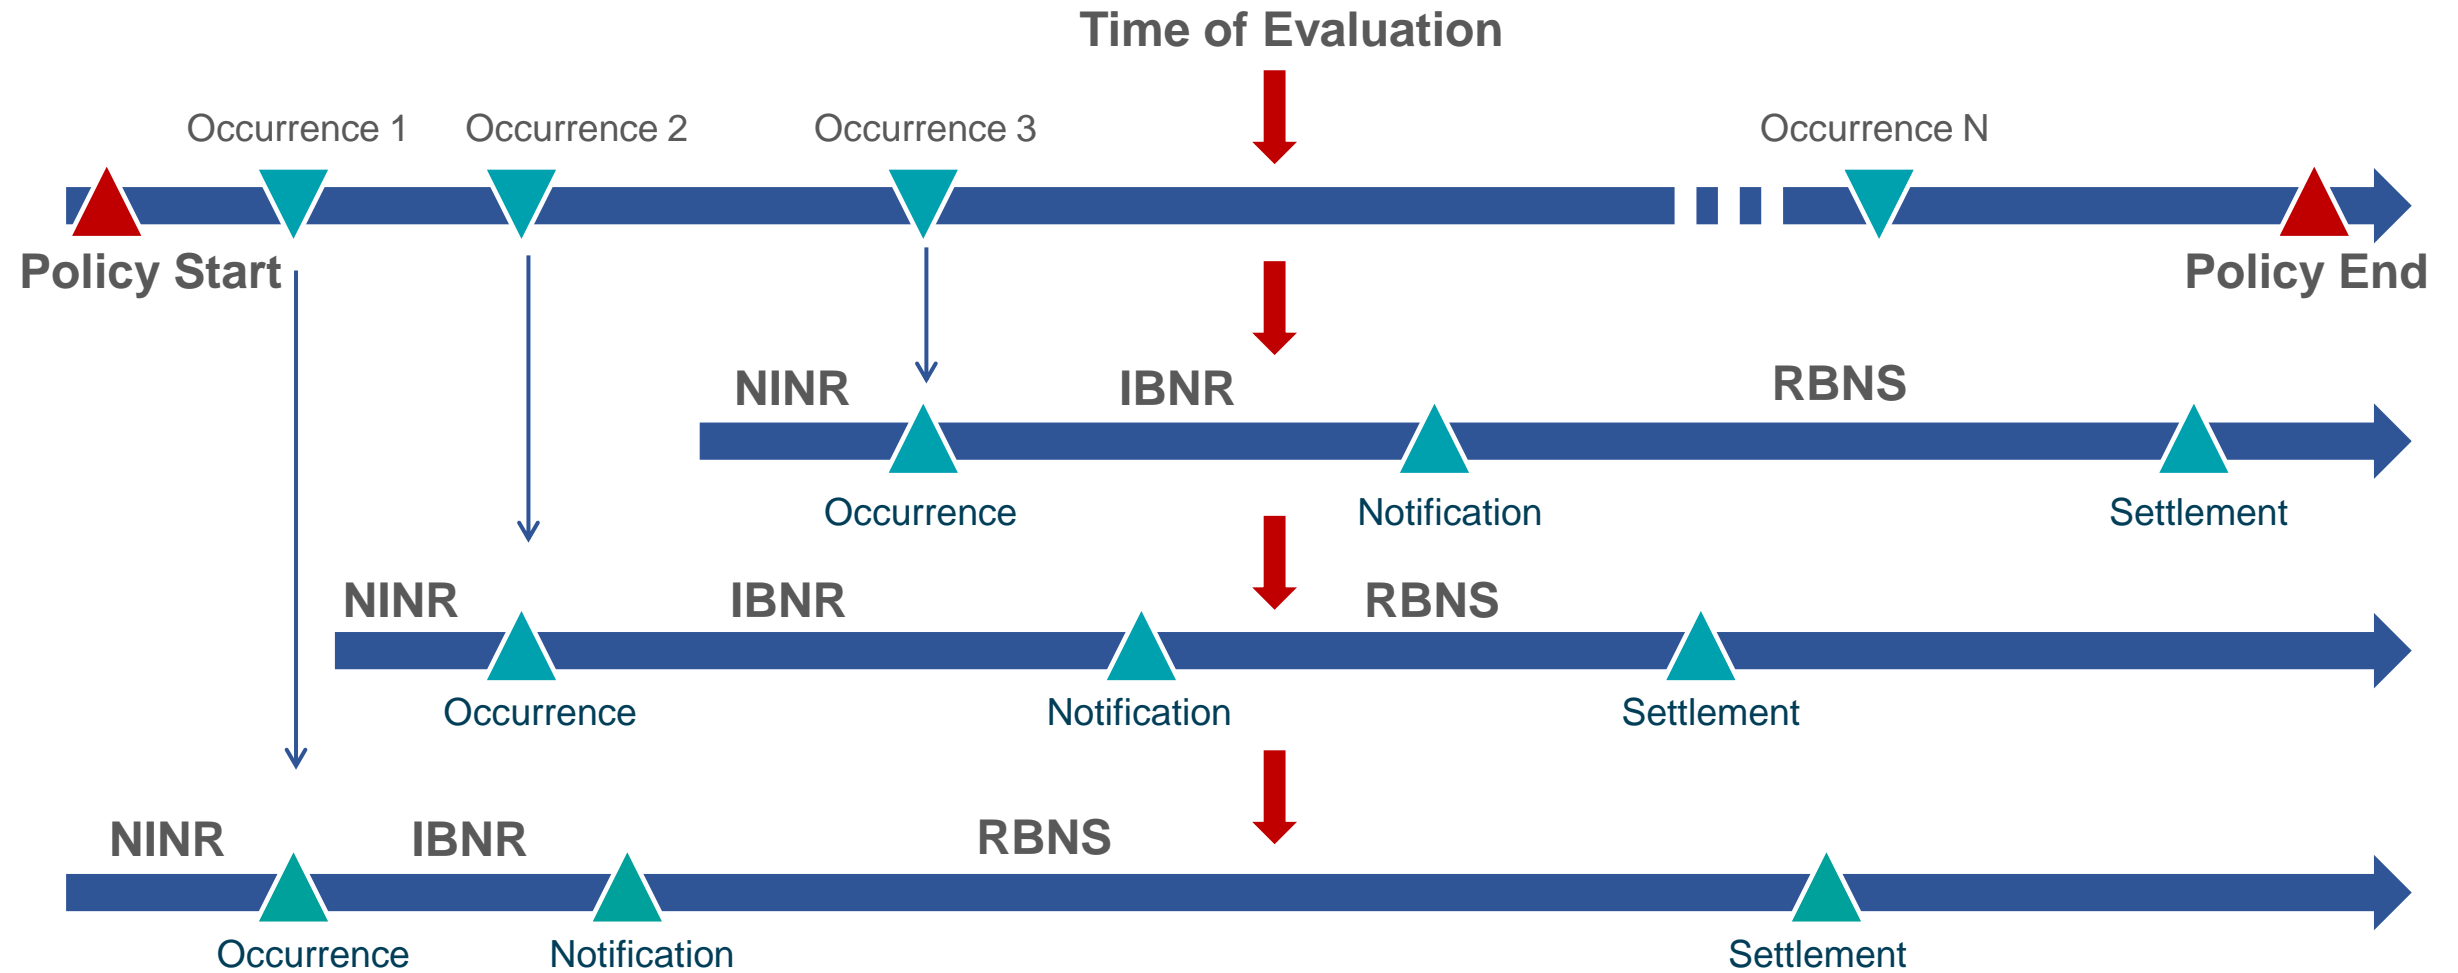 Time of Evaluation
Occurrence 1
Occurrence 2
Occurrence 3
Occurrence N
Policy Start
Policy End
NINR
IBNR
RBNS
Occurrence
Notification
Settlement
NINR
IBNR
RBNS
Occurrence
Notification
Settlement
NINR
IBNR
RBNS
Occurrence
Notification
Settlement